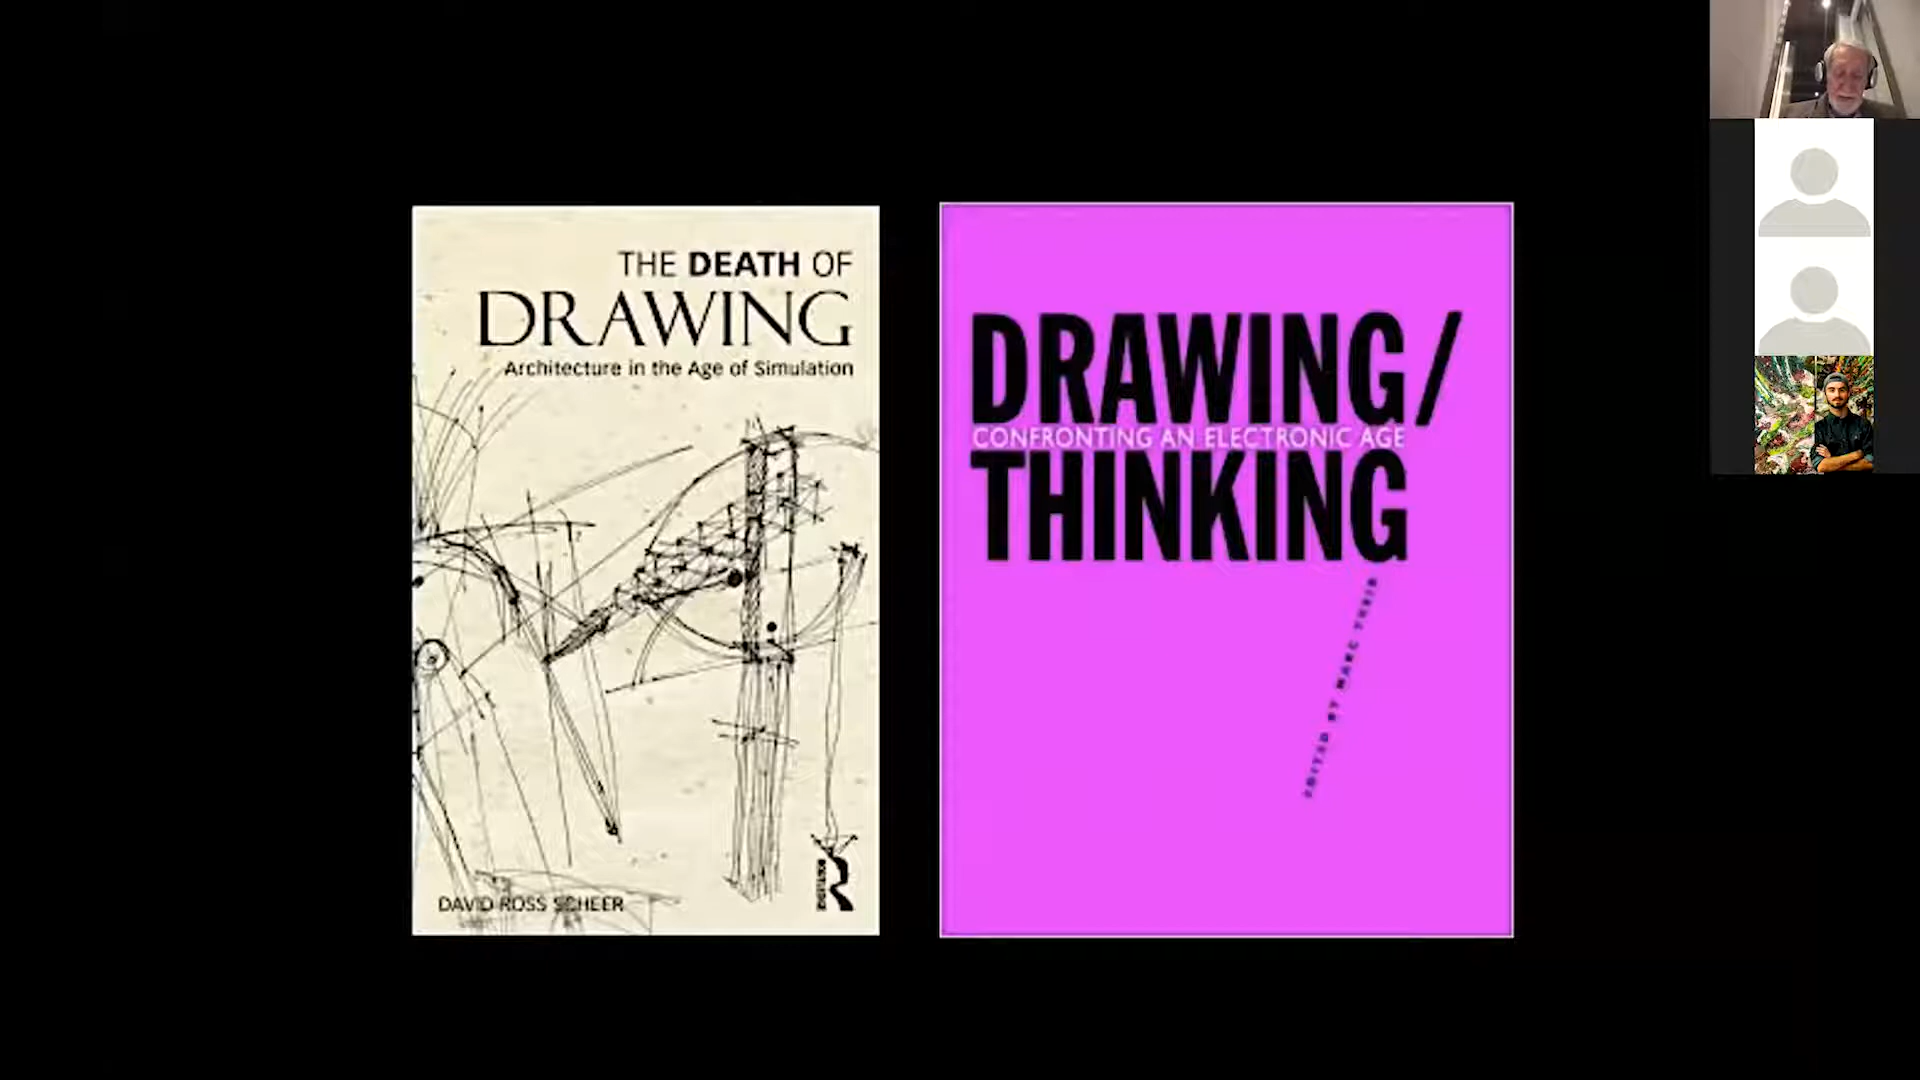 THE DEATH OF
DRAWING
Architecture in the Age of Simulation
DAVID ROSS SCHEER
ROUTLEDGE
DRAWING/
CONFRONTING AN ELECTRONIC AGE
THINKING
EDITED BY MARC TREIB